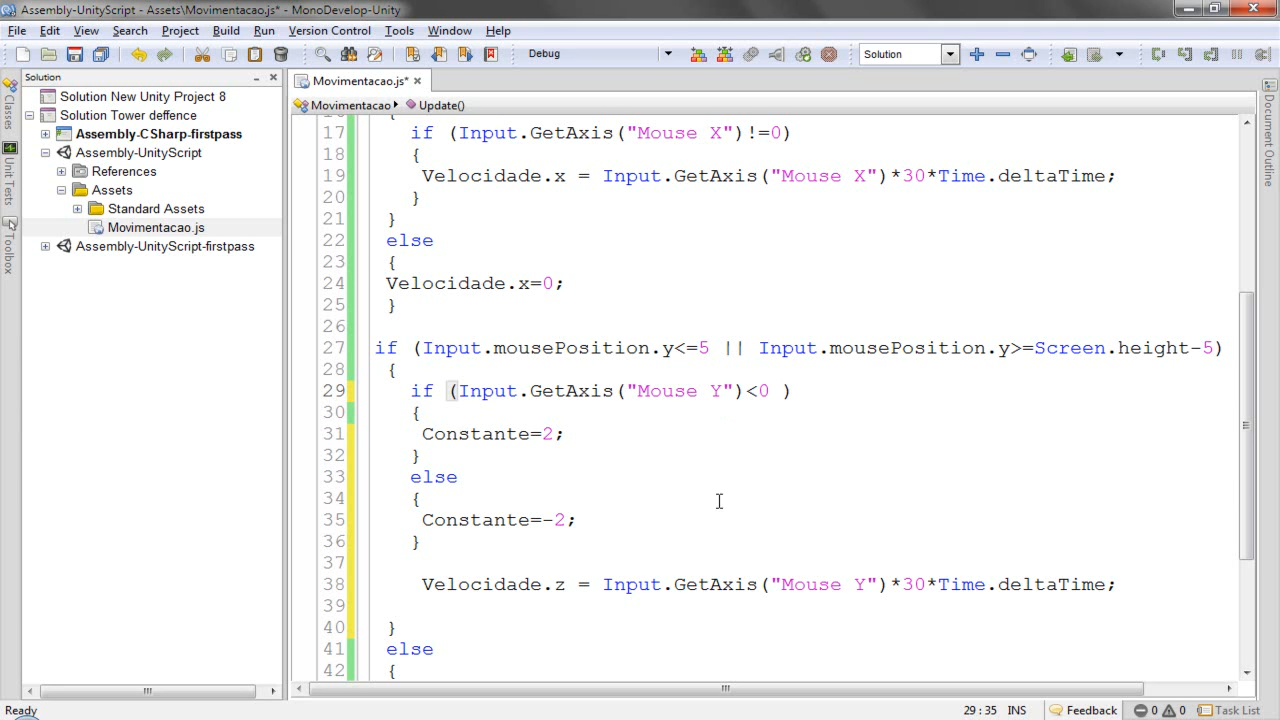 Assembly-UnityScript - Assets\Movimentacao.js* - MonoDevelop-Unity
File Edit View Search Project Build Run Version Control Tools Window Help
Debug
Solution
Solution
Movimentacao.js*
Classes
Unit Tests
Toolbox
Document Outline
Solution New Unity Project 8
Solution Tower deffence
Assembly-CSharp-firstpass
Assembly-UnityScript
References
Assets
Standard Assets
Movimentacao.js
Assembly-UnityScript-firstpass
Movimentacao Update()
16 {
17 if (Input.GetAxis("Mouse X")!=0)
18 {
19 Velocidade.x = Input.GetAxis("Mouse X")*30*Time.deltaTime;
20 }
21 }
22 else
23 {
24 Velocidade.x=0;
25 }
26
27 if (Input.mousePosition.y<=5 || Input.mousePosition.y>=Screen.height-5)
28 {
29 if (Input.GetAxis("Mouse Y")<0 )
30 {
31 Constante=2;
32 }
33 else
34 {
35 Constante=-2;
36 }
37
38 Velocidade.z = Input.GetAxis("Mouse Y")*30*Time.deltaTime;
39
40 }
41 else
42 {
Ready
29 : 35 INS Feedback 0 0 Task List